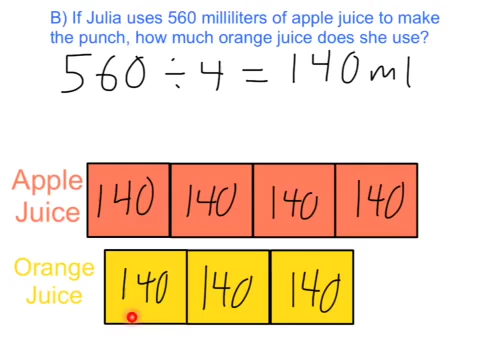 B) If Julia uses 560 milliliters of apple juice to make
the punch, how much orange juice does she use?
560 ÷ 4 = 140 ml
Apple
Juice
140 140 140 140
Orange
Juice
140 140 140